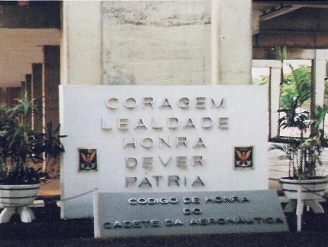 CORAGEM
LEALDADE
HONRA
DEVER
PÁTRIA
CÓDIGO DE HONRA
DO
CADETE DA AERONÁUTICA